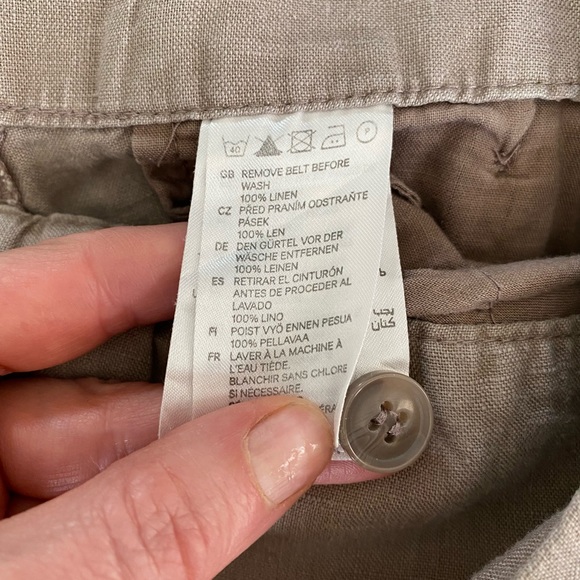 40 P
GB REMOVE BELT BEFORE
WASH
100% LINEN
CZ PŘED PRANÍM ODSTRAŇTE
PÁSEK
100% LEN
DE DEN GÜRTEL VOR DER
WÄSCHE ENTFERNEN
100% LEINEN
ES RETIRAR EL CINTURÓN
ANTES DE PROCEDER AL
LAVADO
100% LINO
FI POIST VYÖ ENNEN PESUA
100% PELLAVAA
FR LAVER À LA MACHINE À
L'EAU TIÈDE.
BLANCHIR SANS CHLORE
SI NÉCESSAIRE.
يجب
كتان